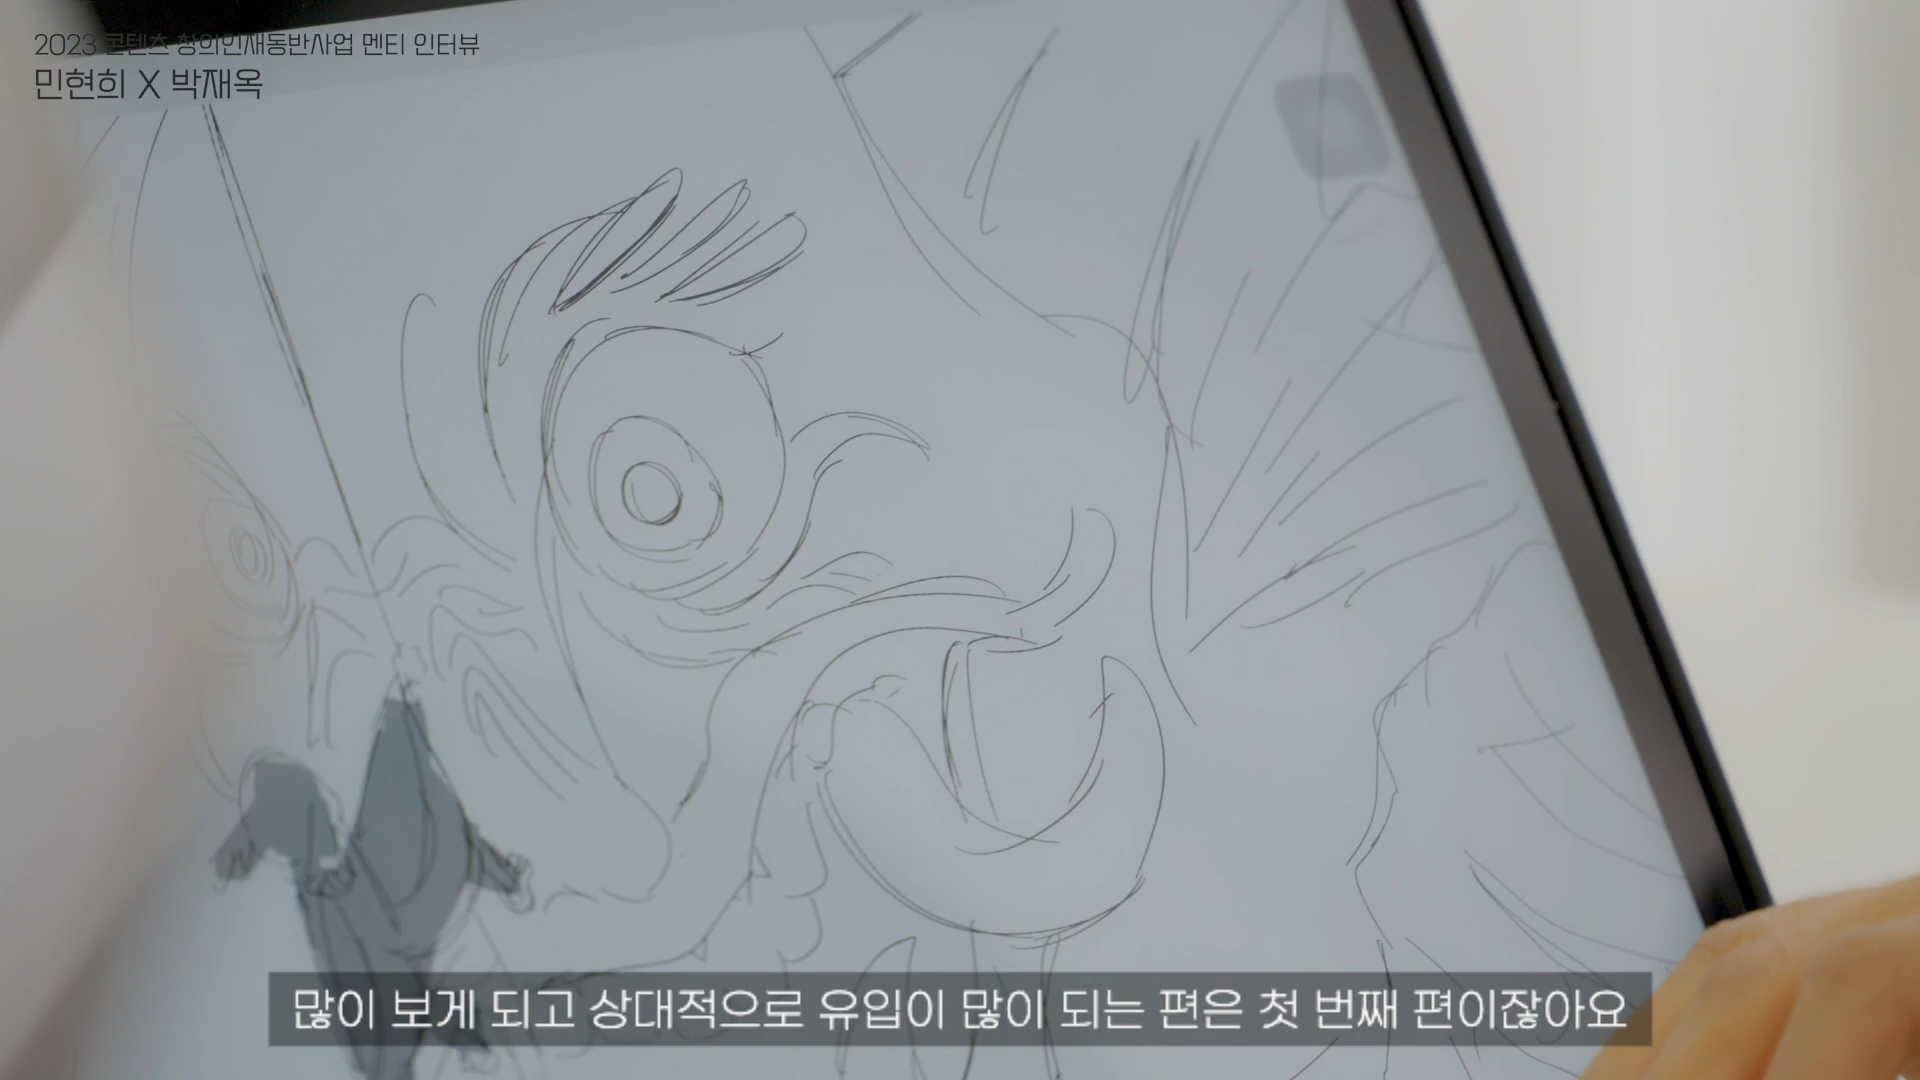 2023 콘텐츠 창의인재동반사업 멘티 인터뷰
민현희 X 박재옥
많이 보게 되고 상대적으로 유입이 많이 되는 편은 첫 번째 편이잖아요